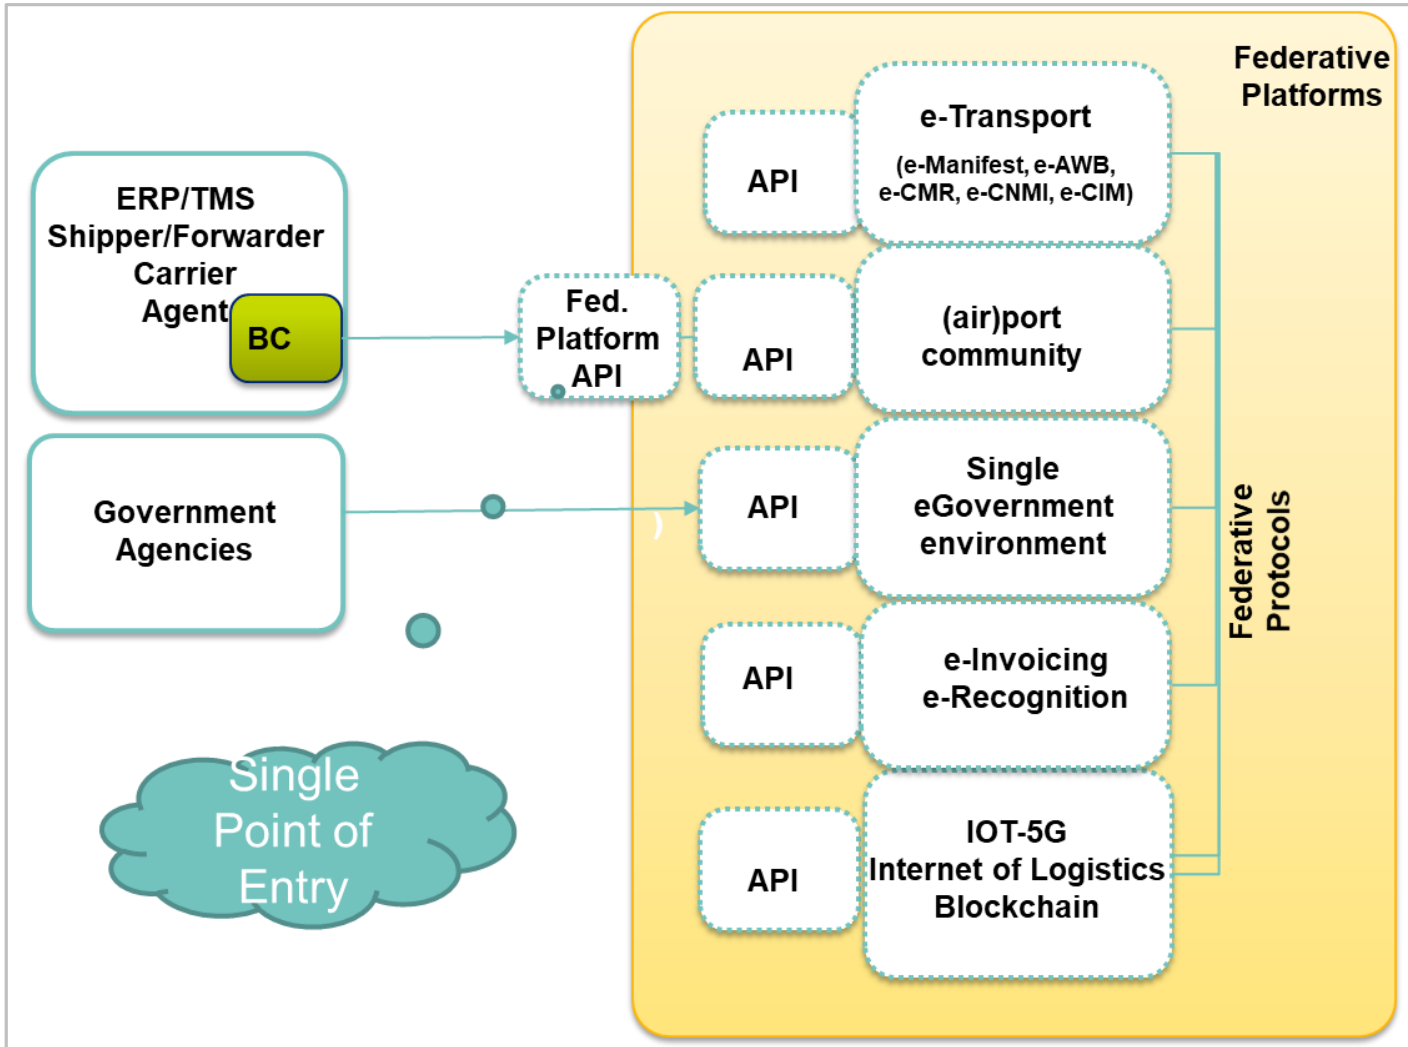 Federative
Platforms
ERP/TMS
Shipper/Forwarder
Carrier
Agent
BC
Fed.
Platform
API
API
e-Transport
(e-Manifest, e-AWB,
e-CMR, e-CNMI, e-CIM)
API
(air)port
community
Government
Agencies
)
API
Single
eGovernment
environment
API
e-Invoicing
e-Recognition
API
IOT-5G
Internet of Logistics
Blockchain
Federative
Protocols
Single
Point of
Entry